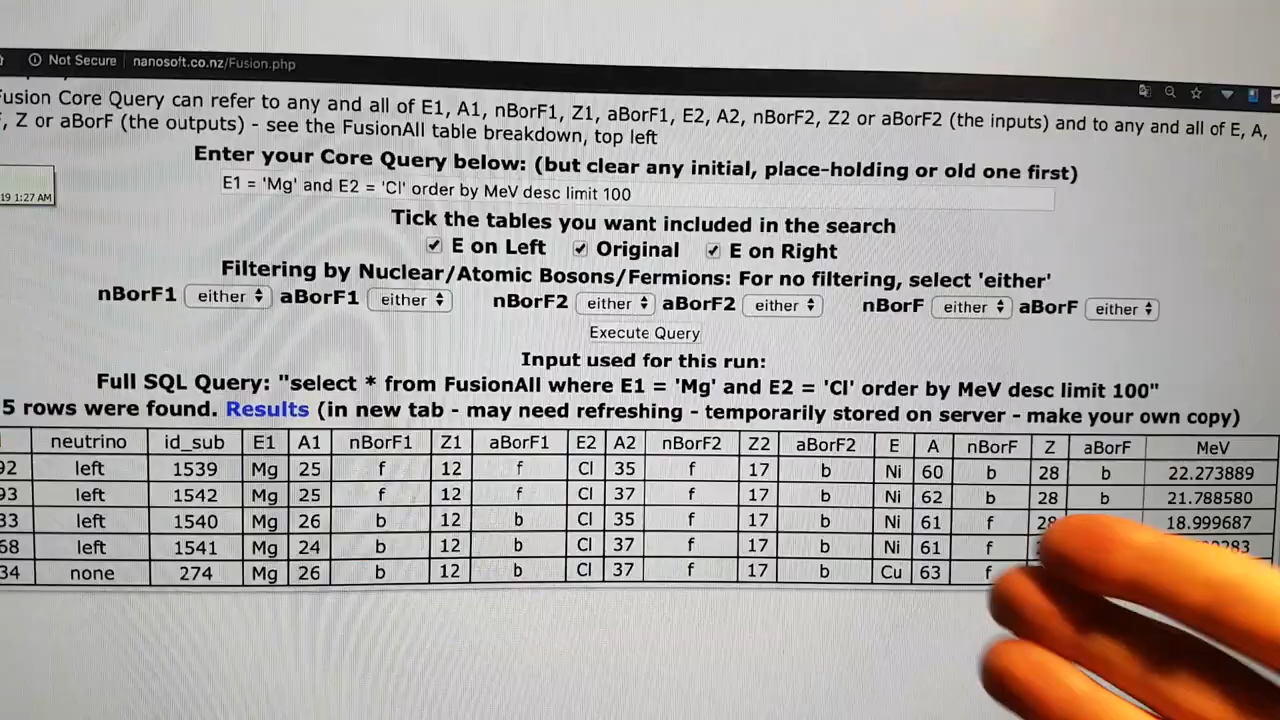 Not Secure nanosoft.co.nz/Fusion.php
Fusion Core Query can refer to any and all of E1, A1, nBorF1, Z1, aBorF1, E2, A2, nBorF2, Z2 or aBorF2 (the inputs) and to any and all of E, A,
, Z or aBorF (the outputs) - see the FusionAll table breakdown, top left
Enter your Core Query below: (but clear any initial, place-holding or old one first)
19 1:27 AM
E1 = 'Mg' and E2 = 'Cl' order by MeV desc limit 100
Tick the tables you want included in the search
E on Left Original E on Right
Filtering by Nuclear/Atomic Bosons/Fermions: For no filtering, select 'either'
nBorF1 either aBorF1 either nBorF2 either aBorF2 either nBorF either aBorF either
Execute Query
Input used for this run:
Full SQL Query: "select * from FusionAll where E1 = 'Mg' and E2 = 'Cl' order by MeV desc limit 100"
5 rows were found. Results (in new tab - may need refreshing - temporarily stored on server - make your own copy)
neutrino id_sub E1 A1 nBorF1 Z1 aBorF1 E2 A2 nBorF2 Z2 aBorF2 E A nBorF Z aBorF MeV
92 left 1539 Mg 25 f 12 f Cl 35 f 17 b Ni 60 b 28 b 22.273889
93 left 1542 Mg 25 f 12 f Cl 37 f 17 b Ni 62 b 28 b 21.788580
33 left 1540 Mg 26 b 12 b Cl 35 f 17 b Ni 61 f 28 18.999687
68 left 1541 Mg 24 b 12 b Cl 37 f 17 b Ni 61 f
34 none 274 Mg 26 b 12 b Cl 37 f 17 b Cu 63 f